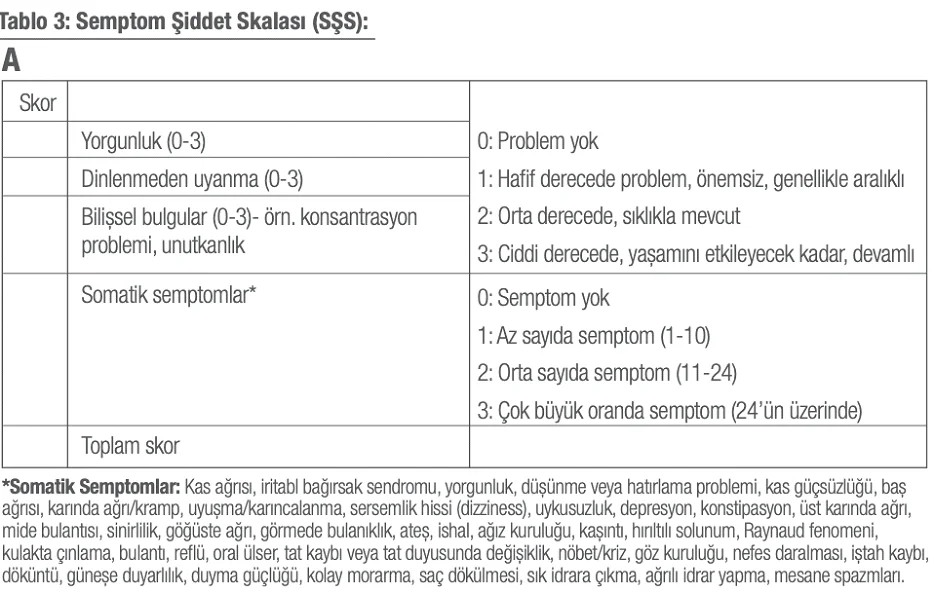 Tablo 3: Semptom Şiddet Skalası (SŞS):
A
Skor
Yorgunluk (0-3)
Dinlenmeden uyanma (0-3)
Bilişsel bulgular (0-3)- örn. konsantrasyon
problemi, unutkanlık
0: Problem yok
1: Hafif derecede problem, önemsiz, genellikle aralıklı
2: Orta derecede, sıklıkla mevcut
3: Ciddi derecede, yaşamını etkileyecek kadar, devamlı
Somatik semptomlar*
0: Semptom yok
1: Az sayıda semptom (1-10)
2: Orta sayıda semptom (11-24)
3: Çok büyük oranda semptom (24’ün üzerinde)
Toplam skor
*Somatik Semptomlar: Kas ağrısı, iritabl bağırsak sendromu, yorgunluk, düşünme veya hatırlama problemi, kas güçsüzlüğü, baş
ağrısı, karında ağrı/kramp, uyuşma/karıncalanma, sersemlik hissi (dizziness), uykusuzluk, depresyon, konstipasyon, üst karında ağrı,
mide bulantısı, sinirlilik, göğüste ağrı, görmede bulanıklık, ateş, ishal, ağız kuruluğu, kaşıntı, hırıltılı solunum, Raynaud fenomeni,
kulakta çınlama, bulantı, reflü, oral ülser, tat kaybı veya tat duyusunda değişiklik, nöbet/kriz, göz kuruluğu, nefes daralması, iştah kaybı,
döküntü, güneşe duyarlılık, duyma güçlüğü, kolay morarma, saç dökülmesi, sık idrara çıkma, ağrılı idrar yapma, mesane spazmları.